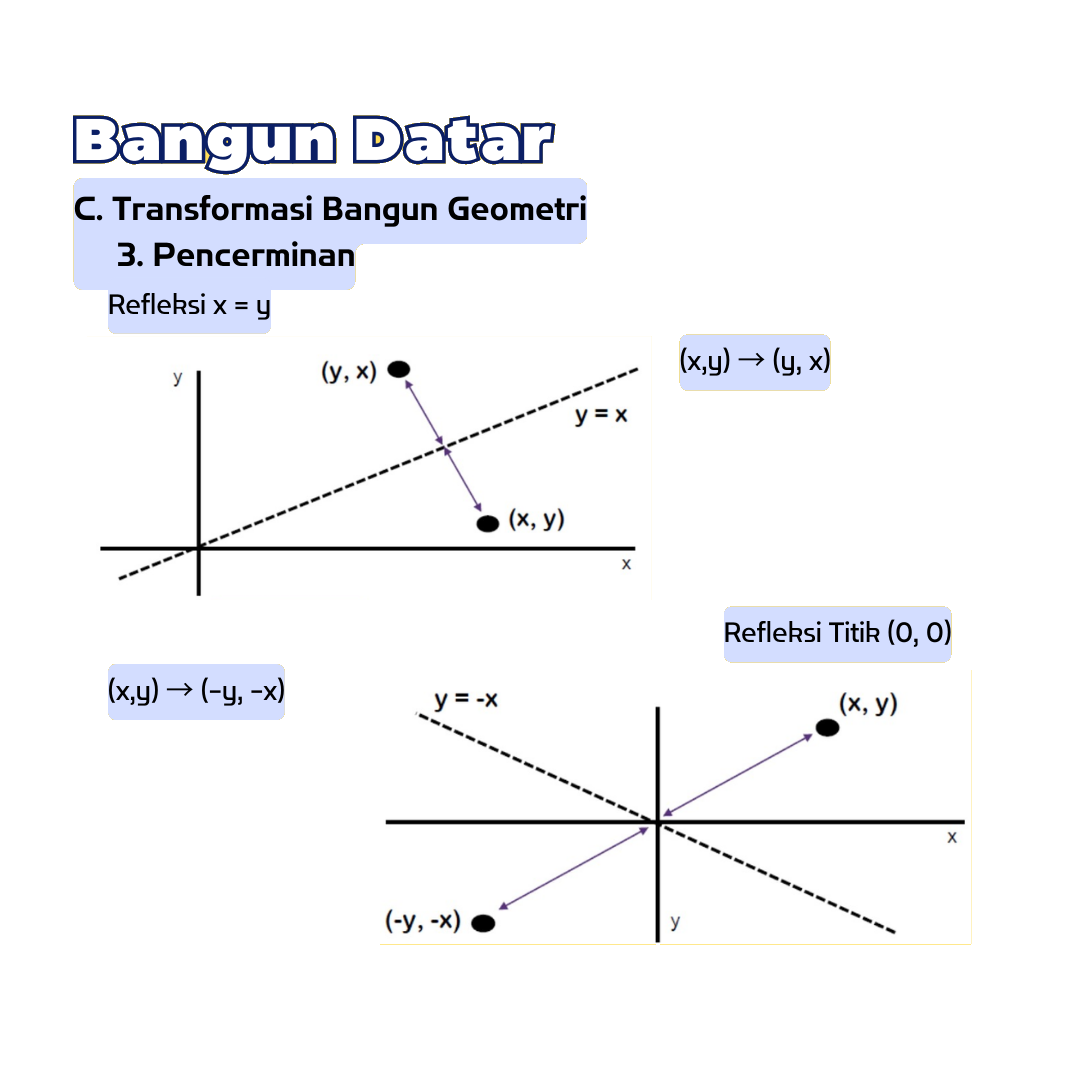 Bangun Datar
C. Transformasi Bangun Geometri
3. Pencerminan
Refleksi x = y
(x,y) → (y, x)
y
(y, x)
y = x
(x, y)
x
Refleksi Titik (0, 0)
(x,y) → (-y, -x)
y = -x
(x, y)
x
(-y, -x)
y